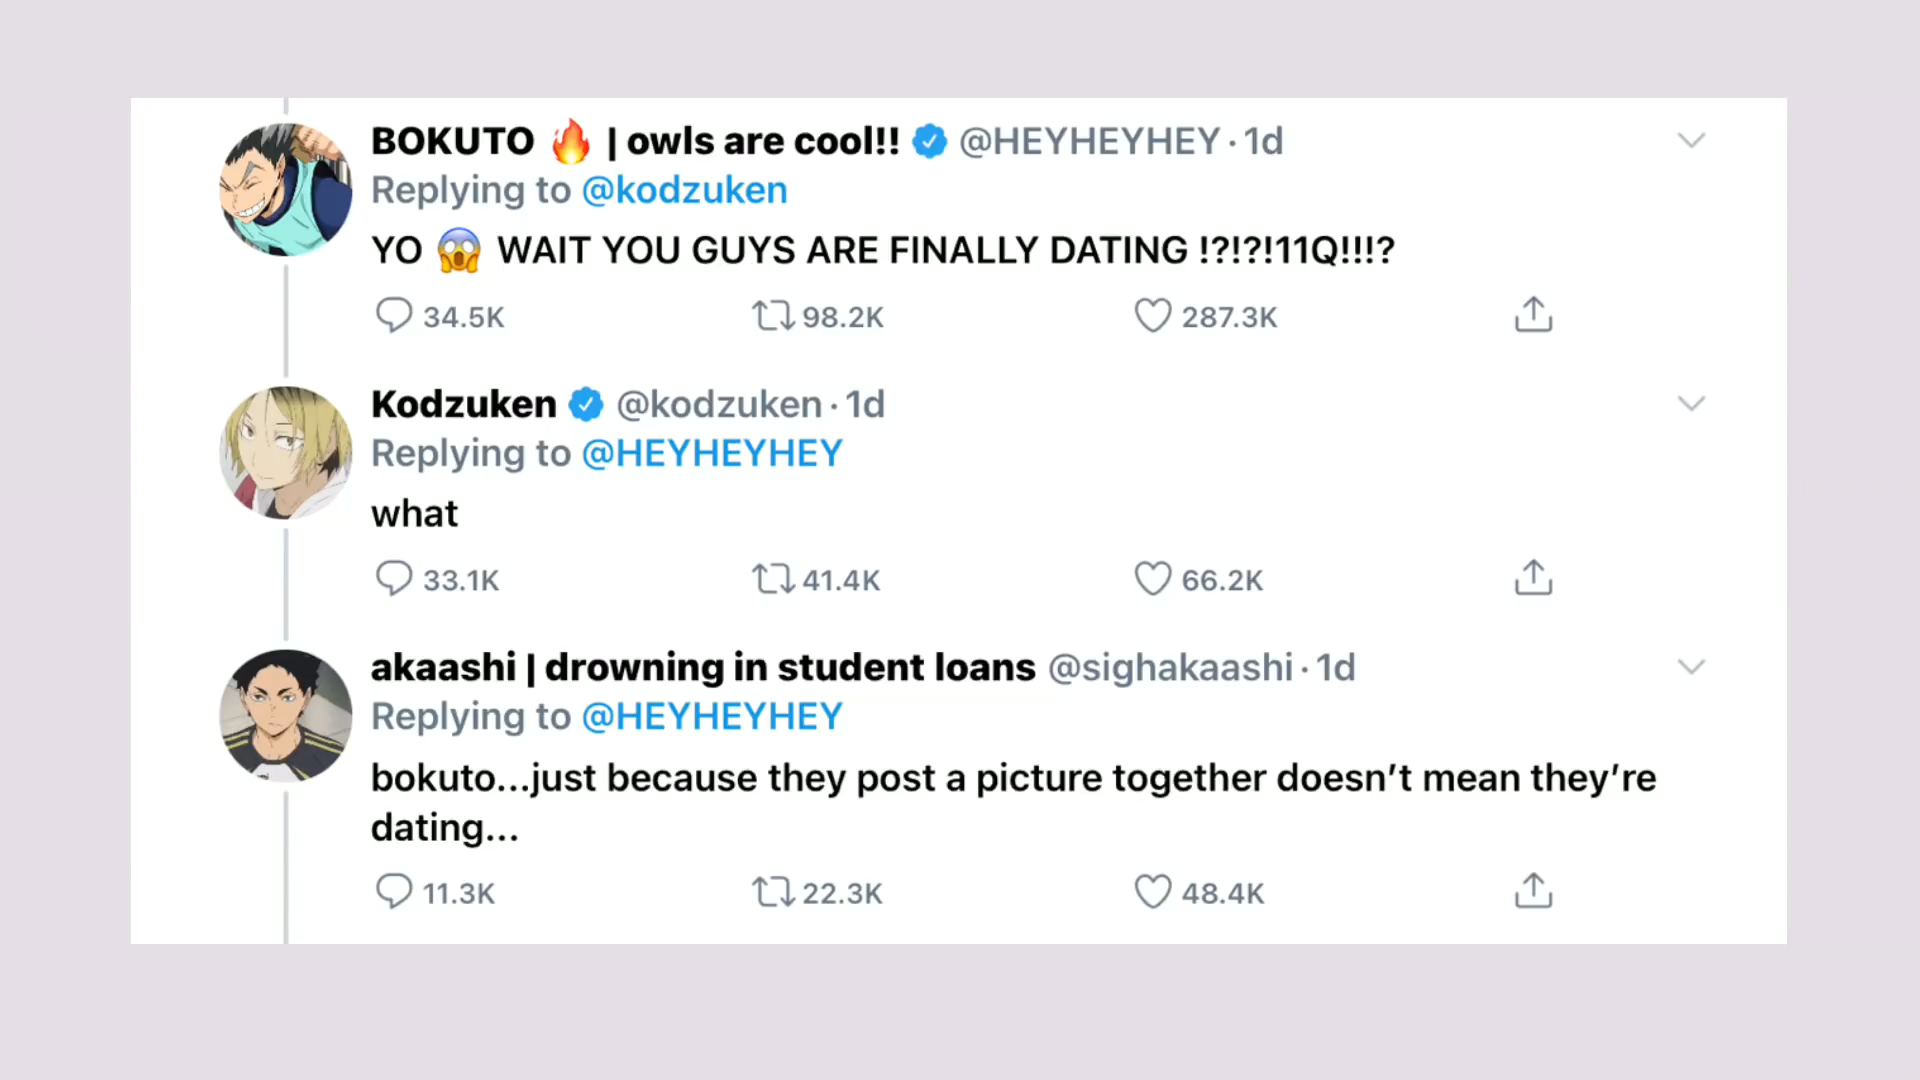 BOKUTO 🔥 | owls are cool!! @HEYHEYHEY · 1d
Replying to @kodzuken
YO 😱 WAIT YOU GUYS ARE FINALLY DATING !?!?!11Q!!!?
34.5K 98.2K 287.3K
Kodzuken @kodzuken · 1d
Replying to @HEYHEYHEY
what
33.1K 41.4K 66.2K
akaashi | drowning in student loans @sighakaashi · 1d
Replying to @HEYHEYHEY
bokuto...just because they post a picture together doesn’t mean they’re
dating...
11.3K 22.3K 48.4K